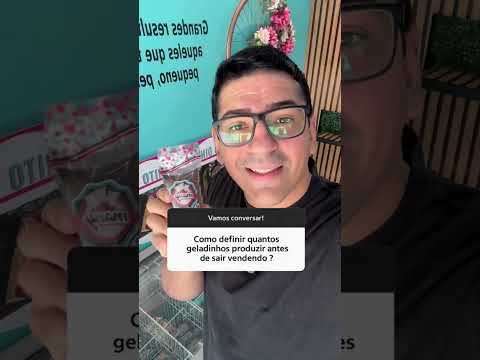 Grandes resul
aqueles que t
pequeno, pe
Vamos conversar!
Como definir quantos
geladinhos produzir antes
de sair vendendo ?